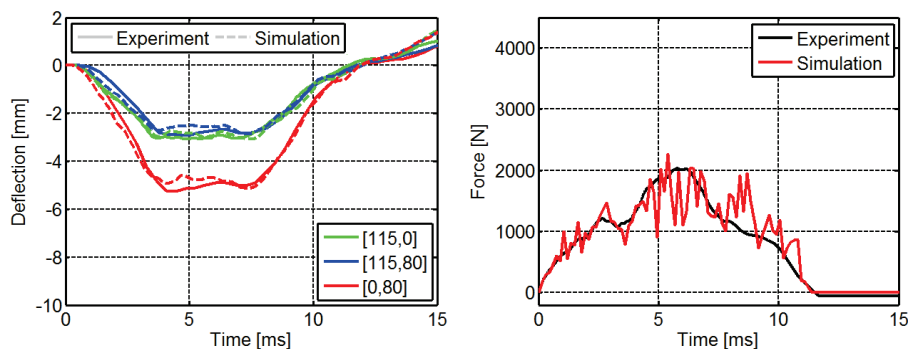 2
0
-2
-4
-6
-8
-10
Deflection [mm]
Experiment Simulation
[115,0]
[115,80]
[0,80]
0 5 10 15
Time [ms]
4000
3000
2000
1000
0
Force [N]
Experiment
Simulation
0 5 10 15
Time [ms]